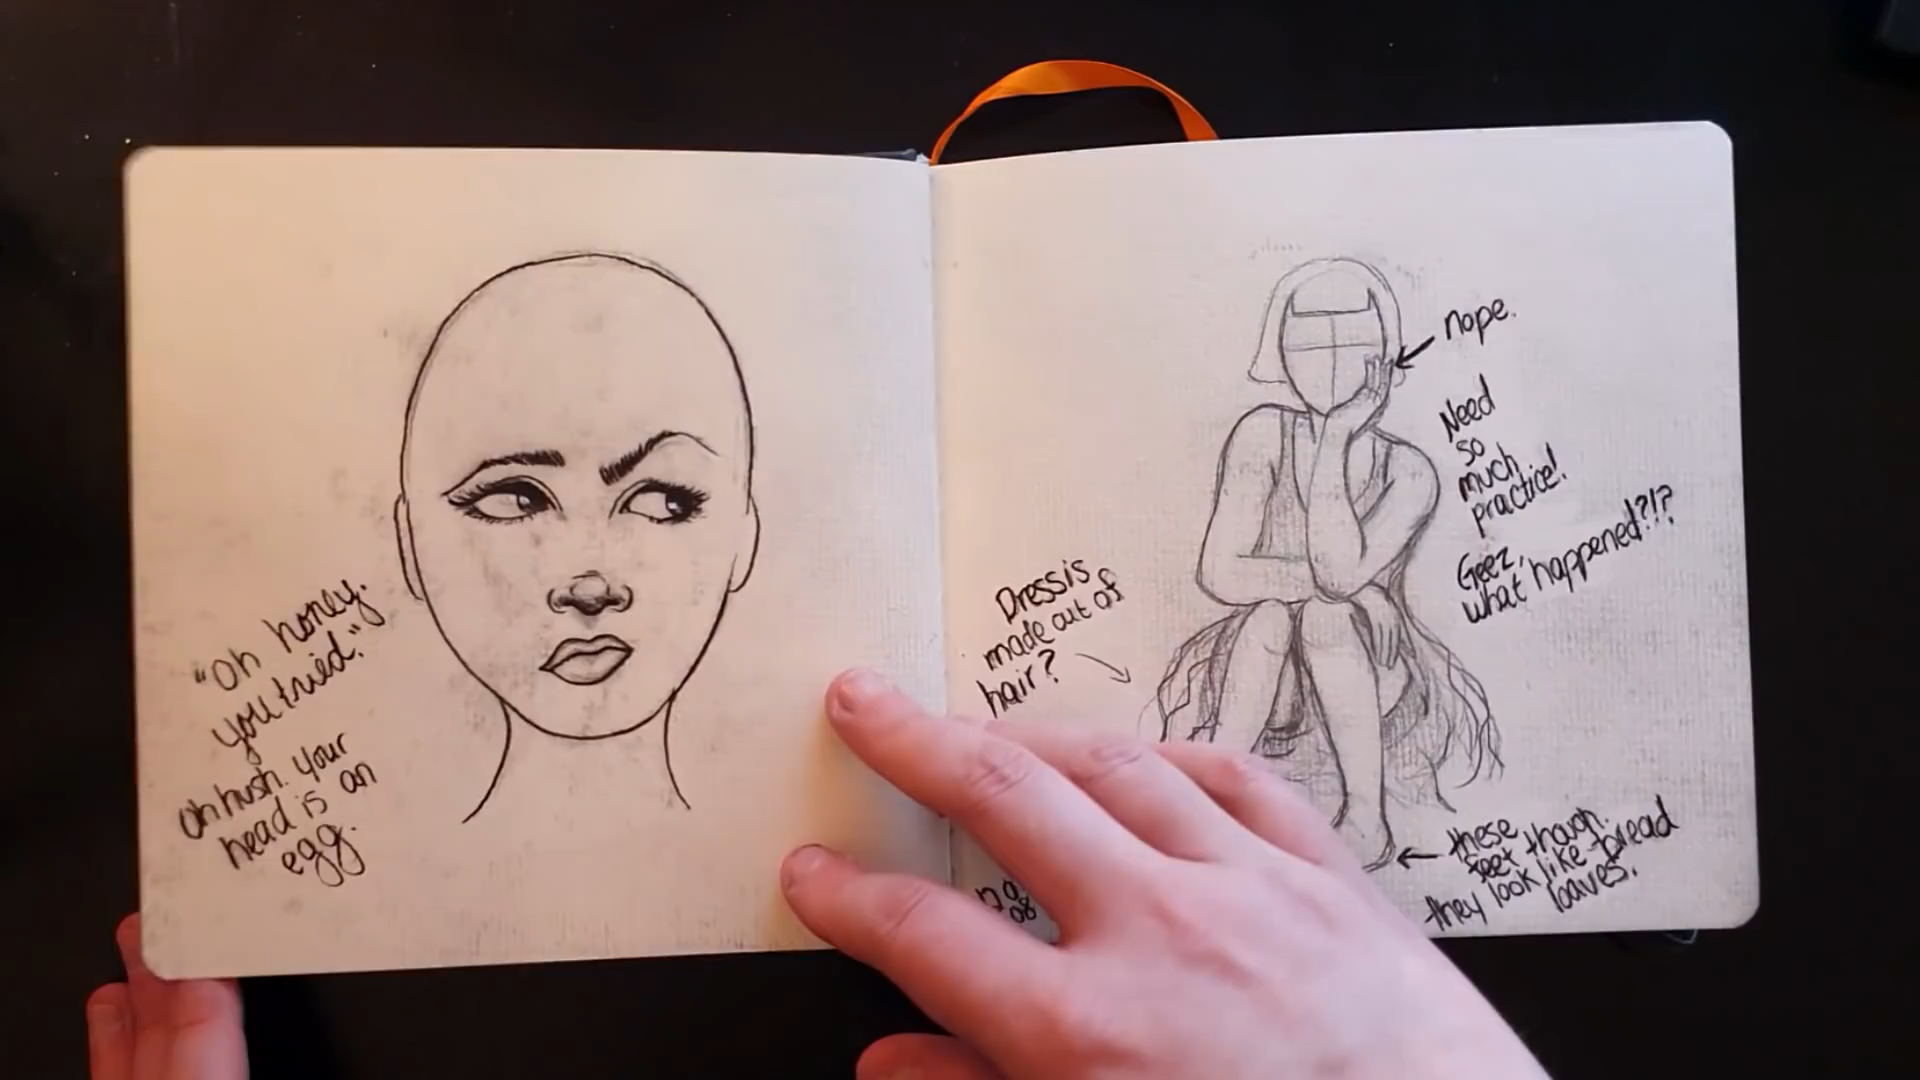 "Oh honey.
you tried."
Oh hush. Your
head is an
egg.
nope.
Need
so
much
practice!
Geez,
what happened?!?
Dress is
made out of
hair?
these
feet though.
they look like bread
loaves.